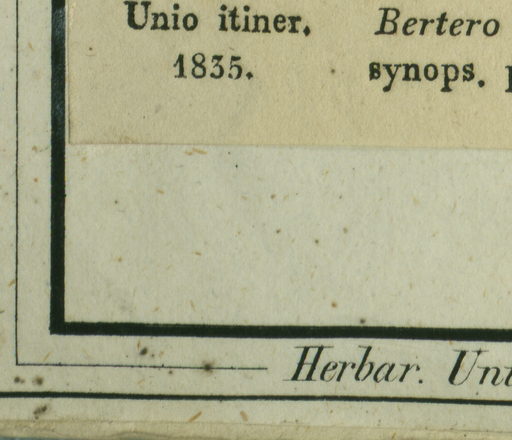 Unio itiner. Bertero
1835. synops.
Herbar.